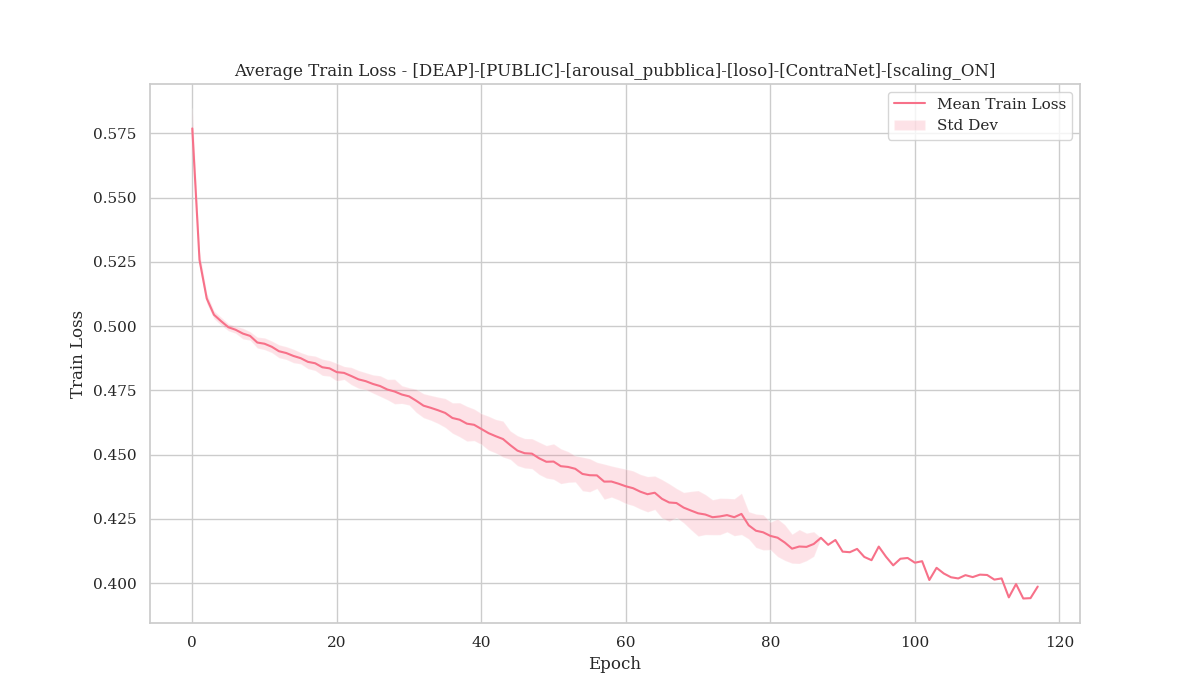 Average Train Loss - [DEAP]-[PUBLIC]-[arousal_pubblica]-[loso]-[ContraNet]-[scaling_ON]
Mean Train Loss
Std Dev
0.575
0.550
0.525
0.500
0.475
0.450
0.425
0.400
Train Loss
0 20 40 60 80 100 120
Epoch